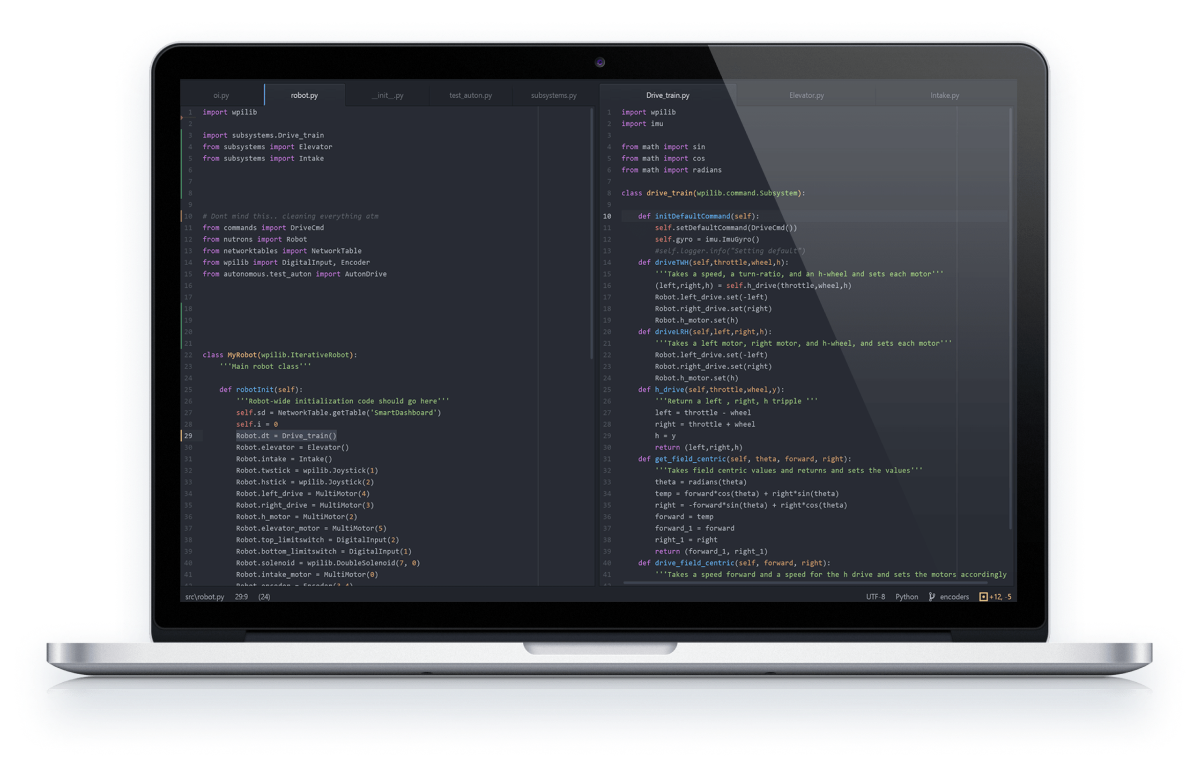 oi.py robot.py __init__.py test_auton.py subsystems.py
1 import wpilib
2
3 import subsystems.Drive_train
4 from subsystems import Elevator
5 from subsystems import Intake
6
7
8
9
10 # Dont mind this.. cleaning everything atm
11 from commands import DriveCmd
12 from nutrons import Robot
13 from networktables import NetworkTable
14 from wpilib import DigitalInput, Encoder
15 from autonomous.test_auton import AutonDrive
16
17
18
19
20
21
22 class MyRobot(wpilib.IterativeRobot):
23 '''Main robot class'''
24
25 def robotInit(self):
26 '''Robot-wide initialization code should go here'''
27 self.sd = NetworkTable.getTable('SmartDashboard')
28 self.i = 0
29 Robot.dt = Drive_train()
30 Robot.elevator = Elevator()
31 Robot.intake = Intake()
32 Robot.twstick = wpilib.Joystick(1)
33 Robot.hstick = wpilib.Joystick(2)
34 Robot.left_drive = MultiMotor(4)
35 Robot.right_drive = MultiMotor(3)
36 Robot.h_motor = MultiMotor(2)
37 Robot.elevator_motor = MultiMotor(5)
38 Robot.top_limitswitch = DigitalInput(2)
39 Robot.bottom_limitswitch = DigitalInput(1)
40 Robot.solenoid = wpilib.DoubleSolenoid(7, 0)
41 Robot.intake_motor = MultiMotor(0)
Drive_train.py Elevator.py Intake.py
1 import wpilib
2 import imu
3
4 from math import sin
5 from math import cos
6 from math import radians
7
8 class drive_train(wpilib.command.Subsystem):
9
10 def initDefaultCommand(self):
11 self.setDefaultCommand(DriveCmd())
12 self.gyro = imu.ImuGyro()
13 #self.logger.info("Setting default")
14 def driveTWH(self,throttle,wheel,h):
15 '''Takes a speed, a turn-ratio, and an h-wheel and sets each motor'''
16 (left,right,h) = self.h_drive(throttle,wheel,h)
17 Robot.left_drive.set(-left)
18 Robot.right_drive.set(right)
19 Robot.h_motor.set(h)
20 def driveLRH(self,left,right,h):
21 '''Takes a left motor, right motor, and h-wheel, and sets each motor'''
22 Robot.left_drive.set(-left)
23 Robot.right_drive.set(right)
24 Robot.h_motor.set(h)
25 def h_drive(self,throttle,wheel,y):
26 '''Return a left , right, h tripple '''
27 left = throttle - wheel
28 right = throttle + wheel
29 h = y
30 return (left,right,h)
31 def get_field_centric(self, theta, forward, right):
32 '''Takes field centric values and returns and sets the values'''
33 theta = radians(theta)
34 temp = forward*cos(theta) + right*sin(theta)
35 right = -forward*sin(theta) + right*cos(theta)
36 forward = temp
37 forward_1 = forward
38 right_1 = right
39 return (forward_1, right_1)
40 def drive_field_centric(self, forward, right):
41 '''Takes a speed forward and a speed for the h drive and sets the motors accordingly
src\robot.py 29:9 (24) UTF-8 Python encoders +12, -5